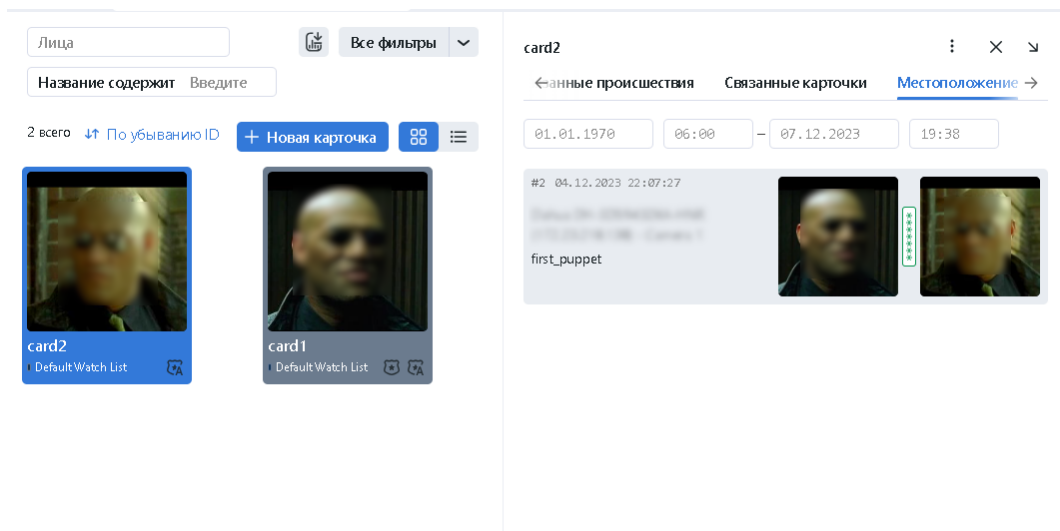 Лица
Все фильтры
Название содержит Введите
2 всего По убыванию ID
+ Новая карточка
card2
Default Watch List
card1
Default Watch List
card2
анные происшествия Связанные карточки Местоположение
01.01.1970 06:00 – 07.12.2023 19:38
#2 04.12.2023 22:07:27
first_puppet